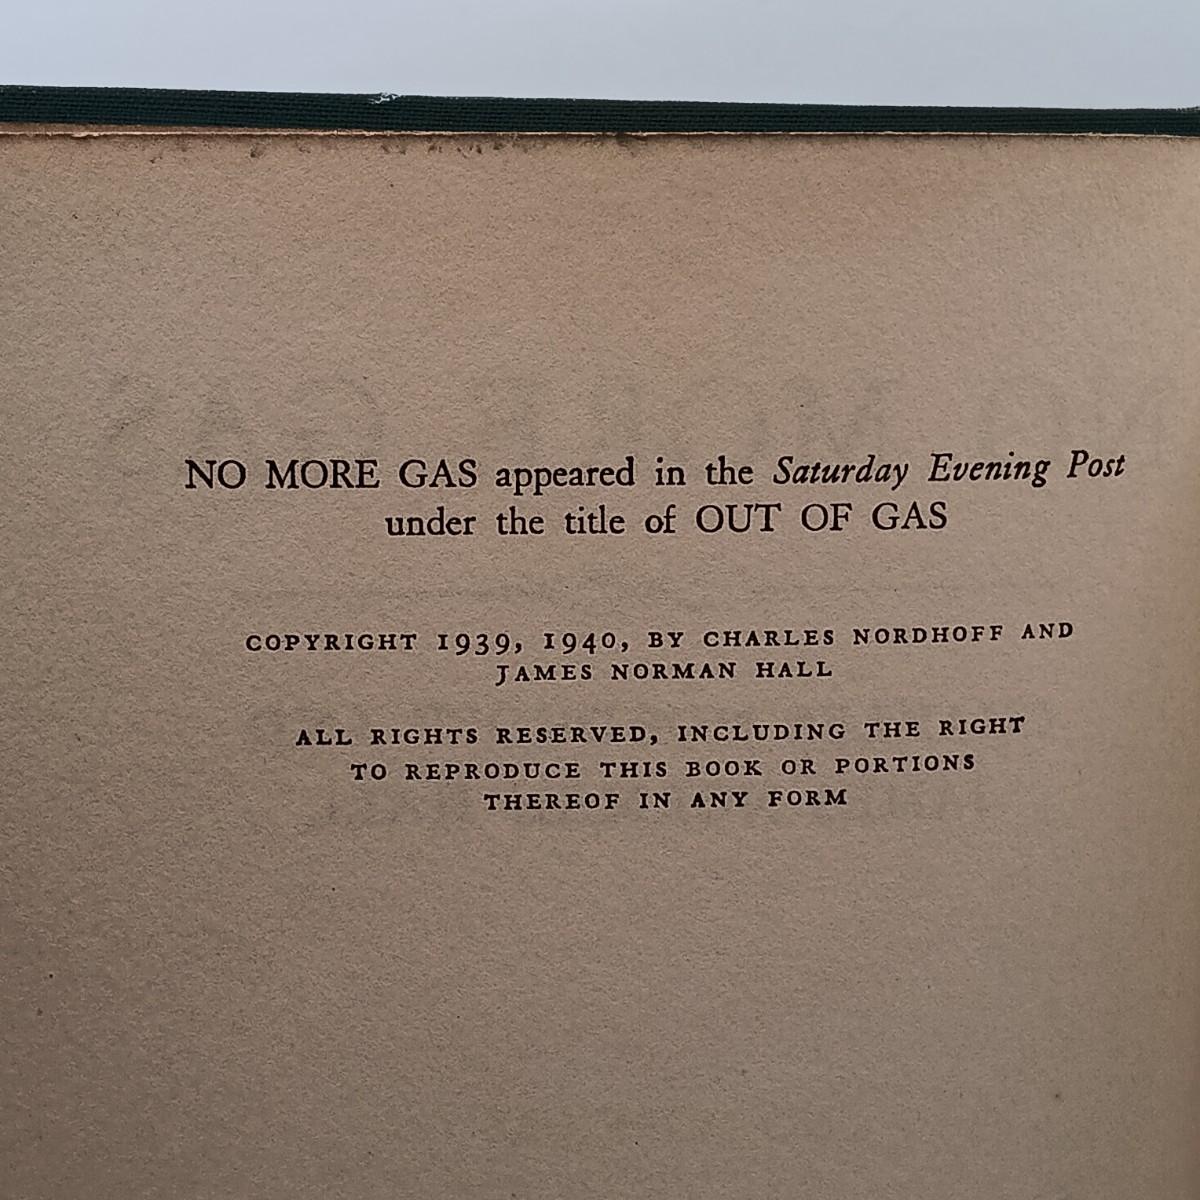 NO MORE GAS appeared in the Saturday Evening Post
under the title of OUT OF GAS
COPYRIGHT 1939, 1940, BY CHARLES NORDHOFF AND
JAMES NORMAN HALL
ALL RIGHTS RESERVED, INCLUDING THE RIGHT
TO REPRODUCE THIS BOOK OR PORTIONS
THEREOF IN ANY FORM